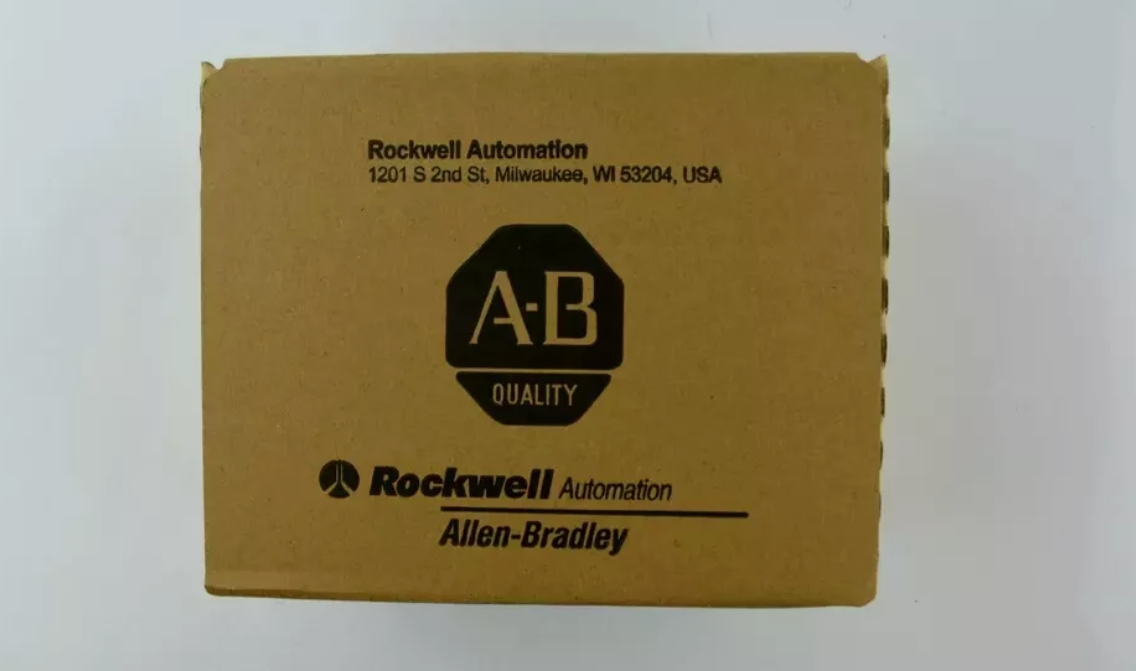 Rockwell Automation
1201 S 2nd St, Milwaukee, WI 53204, USA
A-B
QUALITY
Rockwell Automation
Allen-Bradley